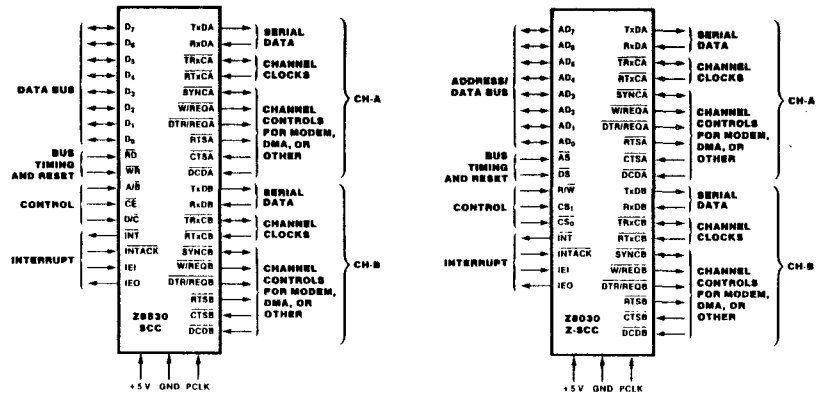 D7 TxDA SERIAL
D6 RxDA DATA
D5 TRxCA CHANNEL
D4 RTxCA CLOCKS
DATA BUS
D3 SYNCA
D2 W/REQA CHANNEL
D1 DTR/REQA CONTROLS
D0 RTSA FOR MODEM,
DMA, OR
OTHER
CH-A
BUS
TIMING
AND RESET
RD CTSA
WR DCDA
CONTROL
A/B TxDB SERIAL
CE RxDB DATA
D/C TRxCB CHANNEL
INT RTxCB CLOCKS
INTERRUPT
INTACK SYNCB
IEI W/REQB CHANNEL
IEO DTR/REQB CONTROLS
RTSB FOR MODEM,
CTSB DMA, OR
DCDB OTHER
CH-B
Z8530
SCC
+5 V GND PCLK
AD7 TxDA SERIAL
AD6 RxDA DATA
AD5 TRxCA CHANNEL
AD4 RTxCA CLOCKS
ADDRESS/
DATA BUS
AD3 SYNCA
AD2 W/REQA CHANNEL
AD1 DTR/REQA CONTROLS
AD0 RTSA FOR MODEM,
DMA, OR
OTHER
CH-A
BUS
TIMING
AND RESET
AS CTSA
DS DCDA
CONTROL
R/W TxDB SERIAL
CS1 RxDB DATA
CS0 TRxCB CHANNEL
INT RTxCB CLOCKS
INTERRUPT
INTACK SYNCB
IEI W/REQB CHANNEL
IEO DTR/REQB CONTROLS
RTSB FOR MODEM,
CTSB DMA, OR
DCDB OTHER
CH-B
Z8030
Z-SCC
+5 V GND PCLK